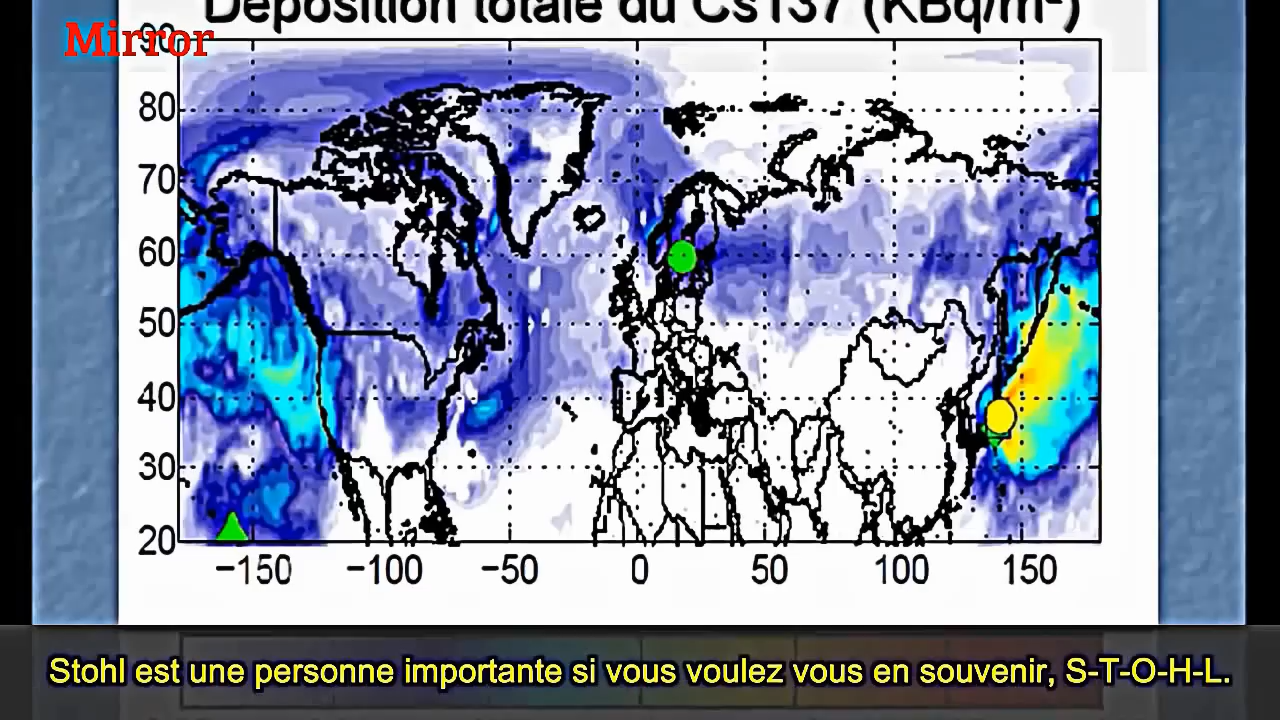 Déposition totale du Cs137 (KBq/m²)
Mirror
90
80
70
60
50
40
30
20
−150 −100 −50 0 50 100 150
Stohl est une personne importante si vous voulez vous en souvenir, S-T-O-H-L.